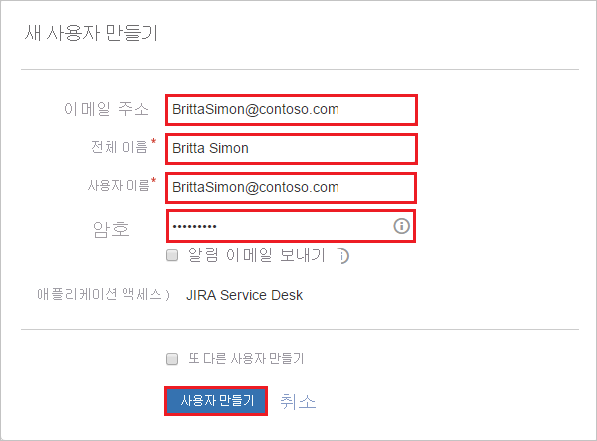 새 사용자 만들기
이메일 주소 BrittaSimon@contoso.com
전체 이름 * Britta Simon
사용자 이름 * BrittaSimon@contoso.com
암호 •••••••••
알림 이메일 보내기
애플리케이션 액세스 ) JIRA Service Desk
또 다른 사용자 만들기
사용자 만들기 취소